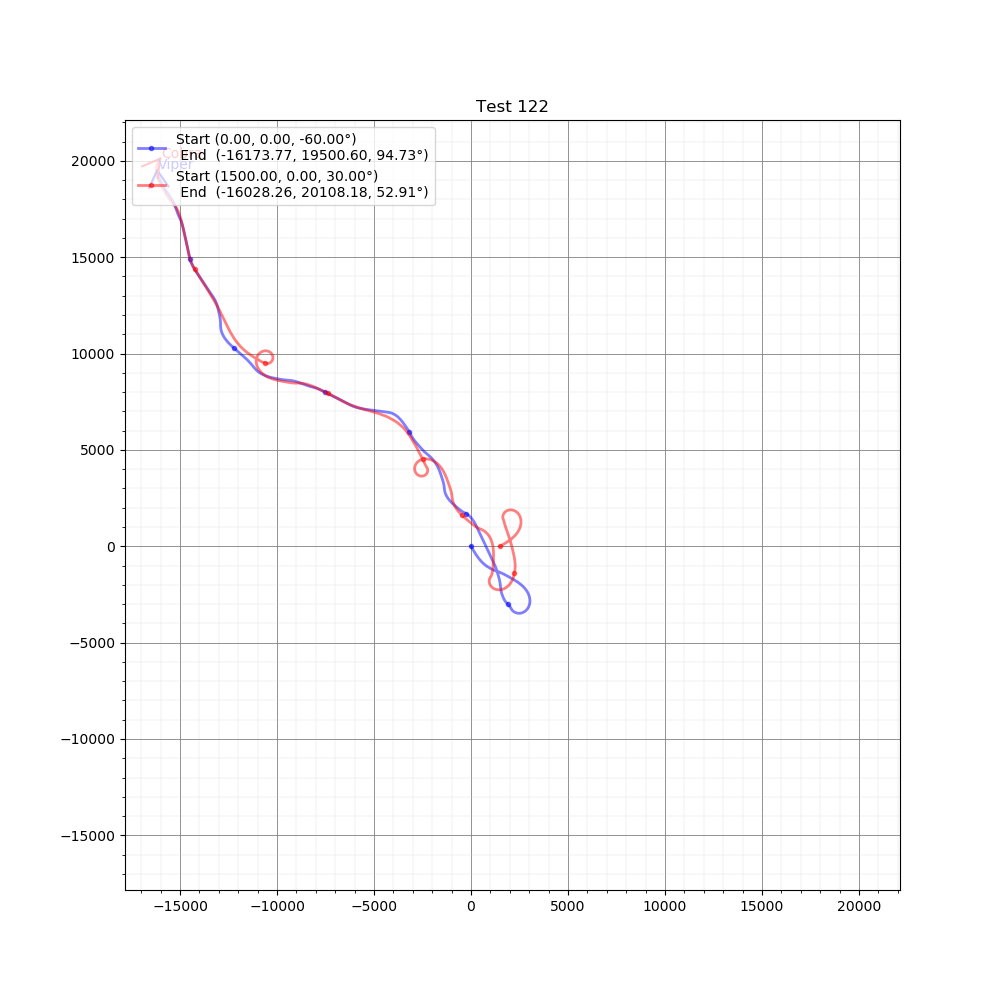 Test 122
Start (0.00, 0.00, -60.00°)
End (-16173.77, 19500.60, 94.73°)
Start (1500.00, 0.00, 30.00°)
End (-16028.26, 20108.18, 52.91°)
Viper
20000
15000
10000
5000
0
−5000
−10000
−15000
−15000 −10000 −5000 0 5000 10000 15000 20000